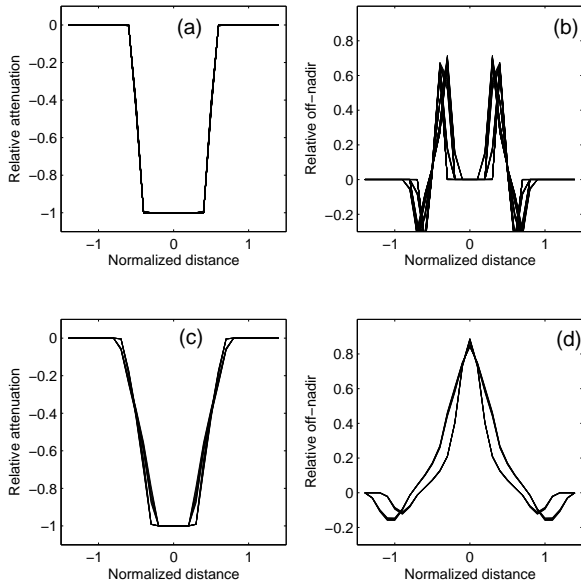 (a)
0
−0.2
−0.4
−0.6
−0.8
−1
Relative attenuation
−1 0 1
Normalized distance
(b)
0.8
0.6
0.4
0.2
0
−0.2
Relative off−nadir
−1 0 1
Normalized distance
(c)
0
−0.2
−0.4
−0.6
−0.8
−1
Relative attenuation
−1 0 1
Normalized distance
(d)
0.8
0.6
0.4
0.2
0
−0.2
Relative off−nadir
−1 0 1
Normalized distance